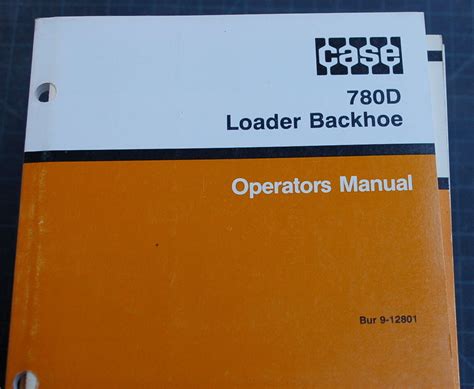 case
780D
Loader Backhoe
Operators Manual
Bur 9-12801